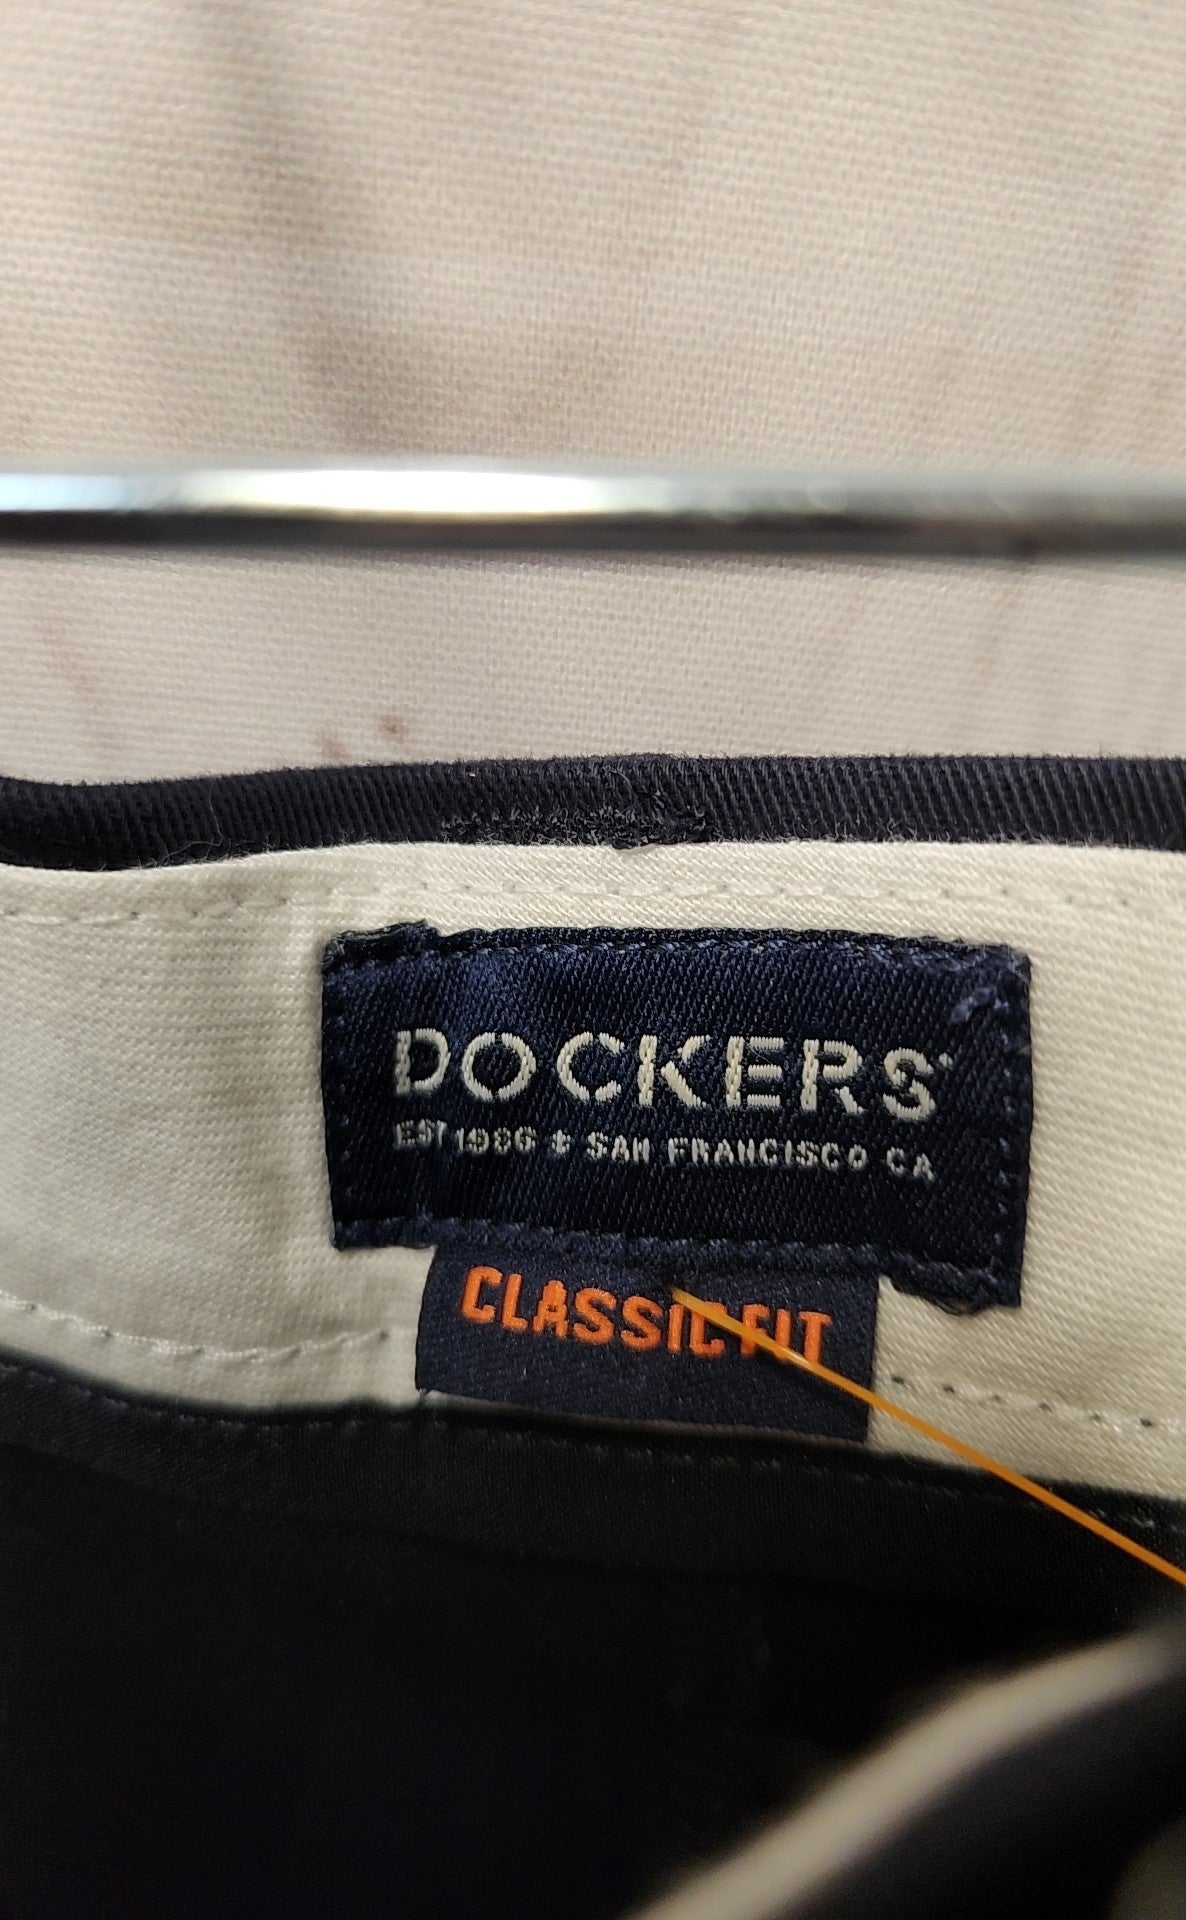 DOCKERS
EST 1986 ‡ SAN FRANCISCO CA
CLASSIC FIT